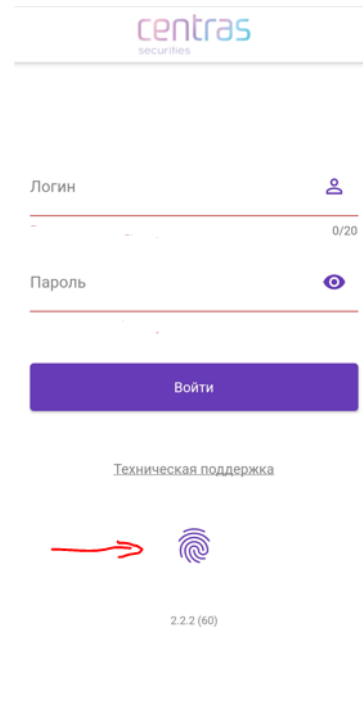 centras
securities
Логин
0/20
Пароль
Войти
Техническая поддержка
2.2.2 (60)